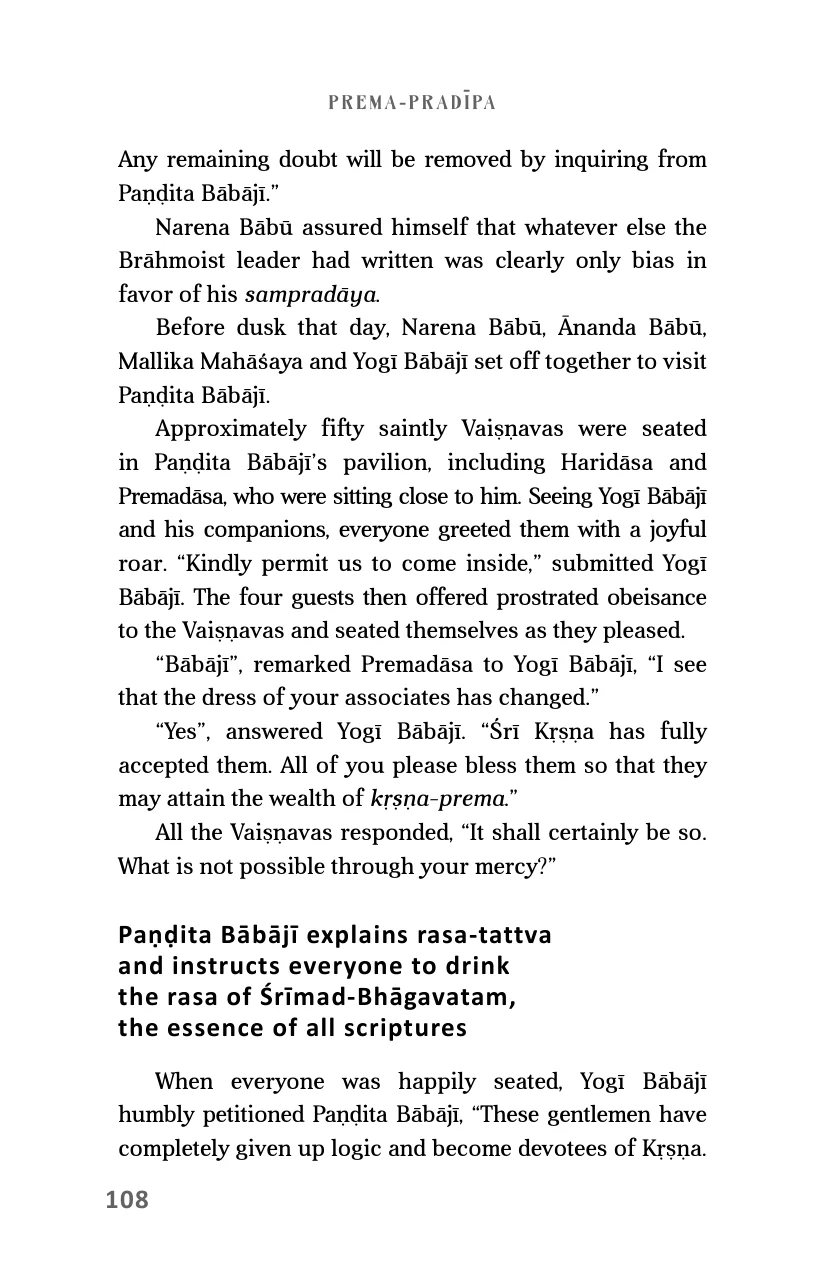 PREMA-PRADĪPA
Any remaining doubt will be removed by inquiring from
Paṇḍita Bābājī.”
Narena Bābū assured himself that whatever else the
Brāhmoist leader had written was clearly only bias in
favor of his sampradāya.
Before dusk that day, Narena Bābū, Ānanda Bābū,
Mallika Mahāśaya and Yogī Bābājī set off together to visit
Paṇḍita Bābājī.
Approximately fifty saintly Vaiṣṇavas were seated
in Paṇḍita Bābājī’s pavilion, including Haridāsa and
Premadāsa, who were sitting close to him. Seeing Yogī Bābājī
and his companions, everyone greeted them with a joyful
roar. “Kindly permit us to come inside,” submitted Yogī
Bābājī. The four guests then offered prostrated obeisance
to the Vaiṣṇavas and seated themselves as they pleased.
“Bābājī”, remarked Premadāsa to Yogī Bābājī, “I see
that the dress of your associates has changed.”
“Yes”, answered Yogī Bābājī. “Śrī Kṛṣṇa has fully
accepted them. All of you please bless them so that they
may attain the wealth of kṛṣṇa-prema.”
All the Vaiṣṇavas responded, “It shall certainly be so.
What is not possible through your mercy?”
Paṇḍita Bābājī explains rasa-tattva
and instructs everyone to drink
the rasa of Śrīmad-Bhāgavatam,
the essence of all scriptures
When everyone was happily seated, Yogī Bābājī
humbly petitioned Paṇḍita Bābājī, “These gentlemen have
completely given up logic and become devotees of Kṛṣṇa.
108